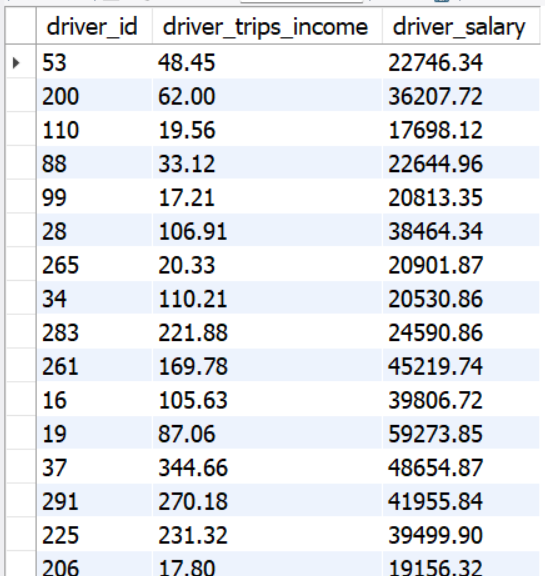 driver_id driver_trips_income driver_salary
53 48.45 22746.34
200 62.00 36207.72
110 19.56 17698.12
88 33.12 22644.96
99 17.21 20813.35
28 106.91 38464.34
265 20.33 20901.87
34 110.21 20530.86
283 221.88 24590.86
261 169.78 45219.74
16 105.63 39806.72
19 87.06 59273.85
37 344.66 48654.87
291 270.18 41955.84
225 231.32 39499.90
206 17.80 19156.32